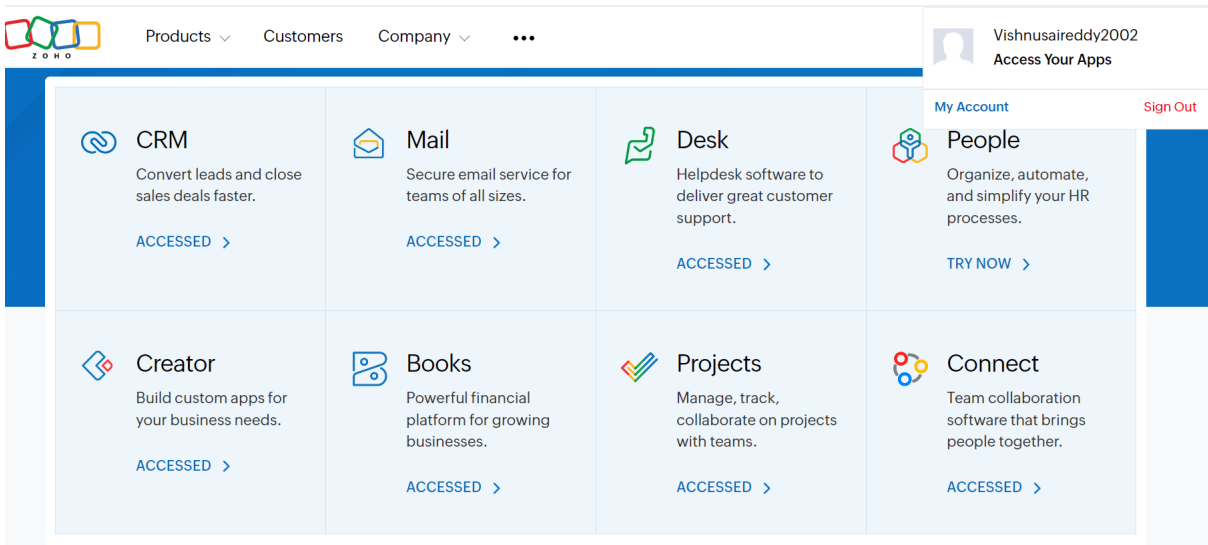 ZOHO
Products
Customers
Company
•••
Vishnusaireddy2002
Access Your Apps
My Account
Sign Out
CRM
Convert leads and close
sales deals faster.
ACCESSED
Mail
Secure email service for
teams of all sizes.
ACCESSED
Desk
Helpdesk software to
deliver great customer
support.
ACCESSED
People
Organize, automate,
and simplify your HR
processes.
TRY NOW
Creator
Build custom apps for
your business needs.
ACCESSED
Books
Powerful financial
platform for growing
businesses.
ACCESSED
Projects
Manage, track,
collaborate on projects
with teams.
ACCESSED
Connect
Team collaboration
software that brings
people together.
ACCESSED